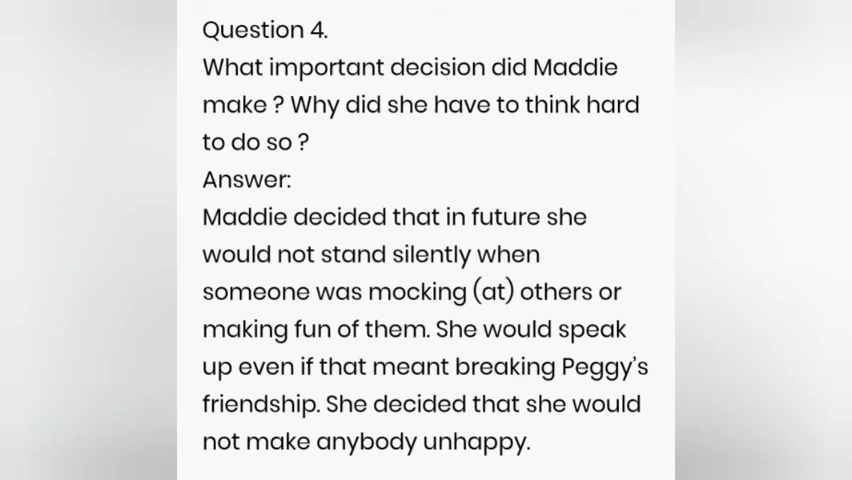 Question 4.
What important decision did Maddie
make ? Why did she have to think hard
to do so ?
Answer:
Maddie decided that in future she
would not stand silently when
someone was mocking (at) others or
making fun of them. She would speak
up even if that meant breaking Peggy’s
friendship. She decided that she would
not make anybody unhappy.